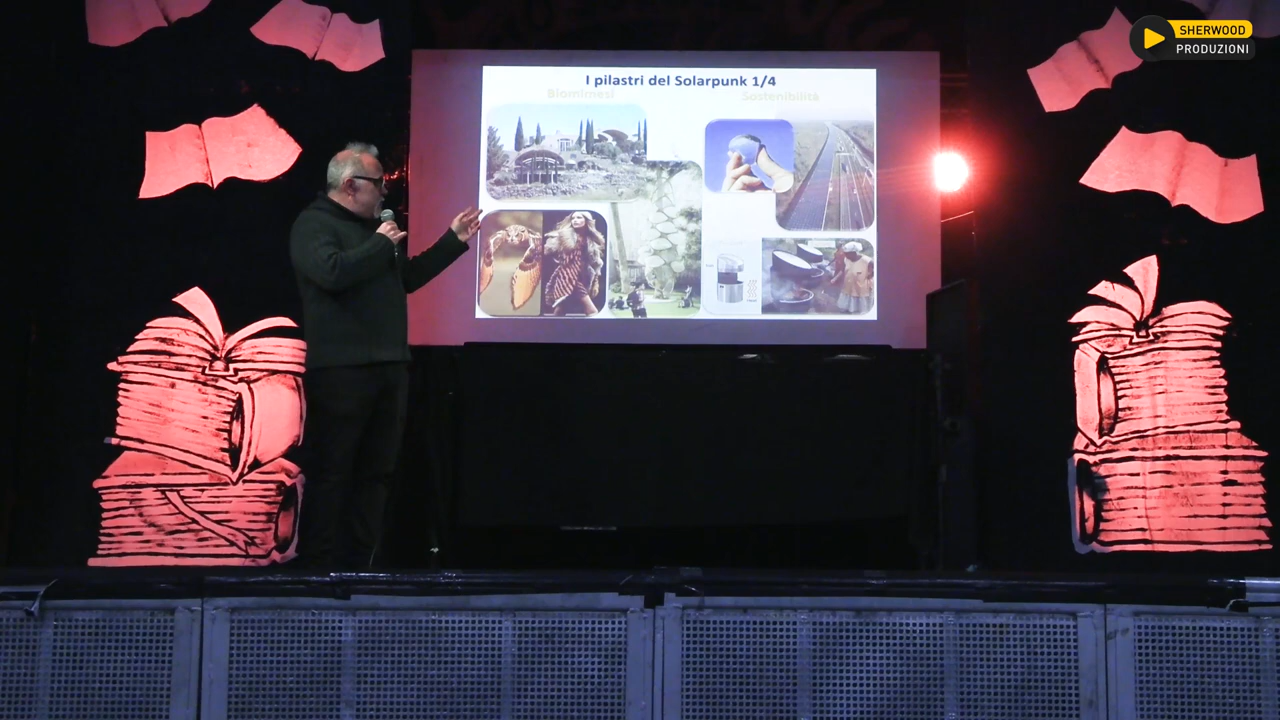 SHERWOOD
PRODUZIONI
I pilastri del Solarpunk 1/4
Biomimesi
Sostenibilità